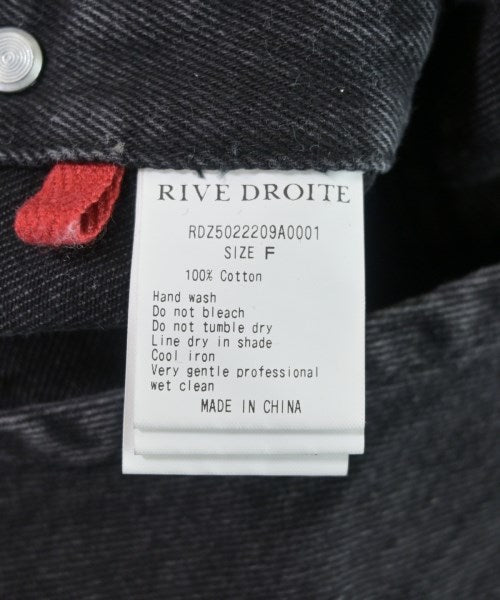 RIVE DROITE
RDZ5022209A0001
SIZE F
100% Cotton
Hand wash
Do not bleach
Do not tumble dry
Line dry in shade
Cool iron
Very gentle professional
wet clean
MADE IN CHINA